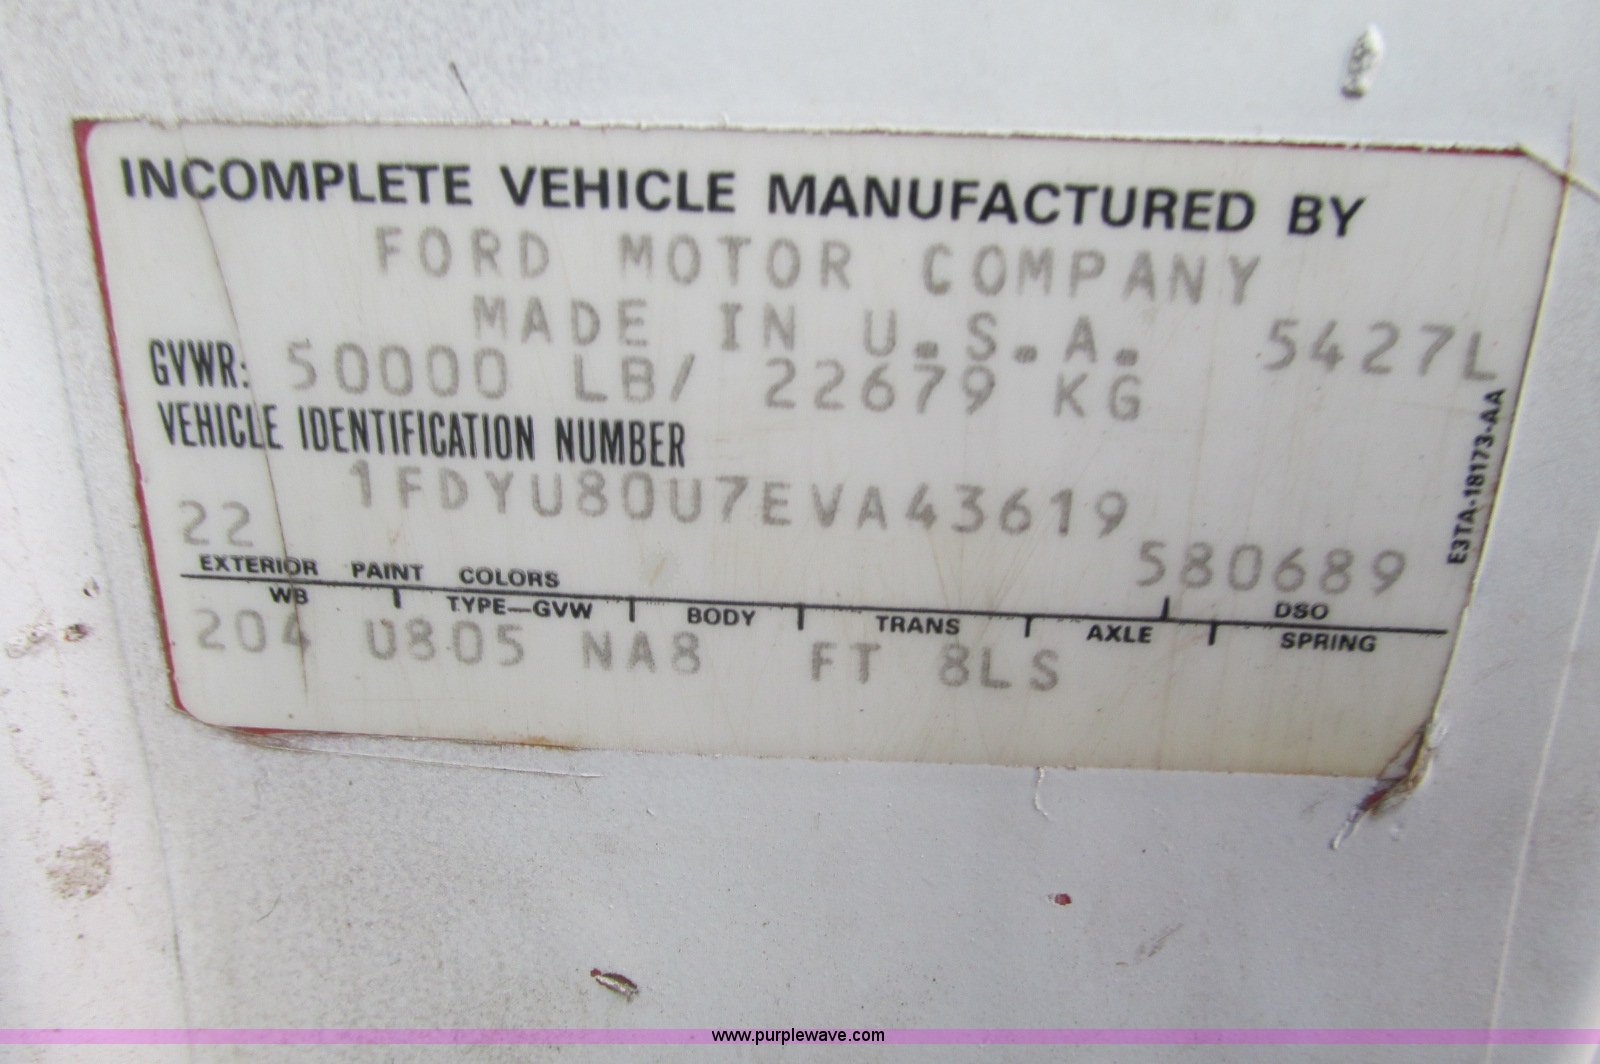 INCOMPLETE VEHICLE MANUFACTURED BY
FORD MOTOR COMPANY
MADE IN U.S.A. 5427L
GVWR: 50000 LB/ 22679 KG
VEHICLE IDENTIFICATION NUMBER
1FDYU80U7EVA43619
22 580689
EXTERIOR PAINT COLORS DSO
WB TYPE—GVW BODY TRANS AXLE SPRING
204 U805 NA8 FT 8LS
E3TA-18173-AA
www.purplewave.com